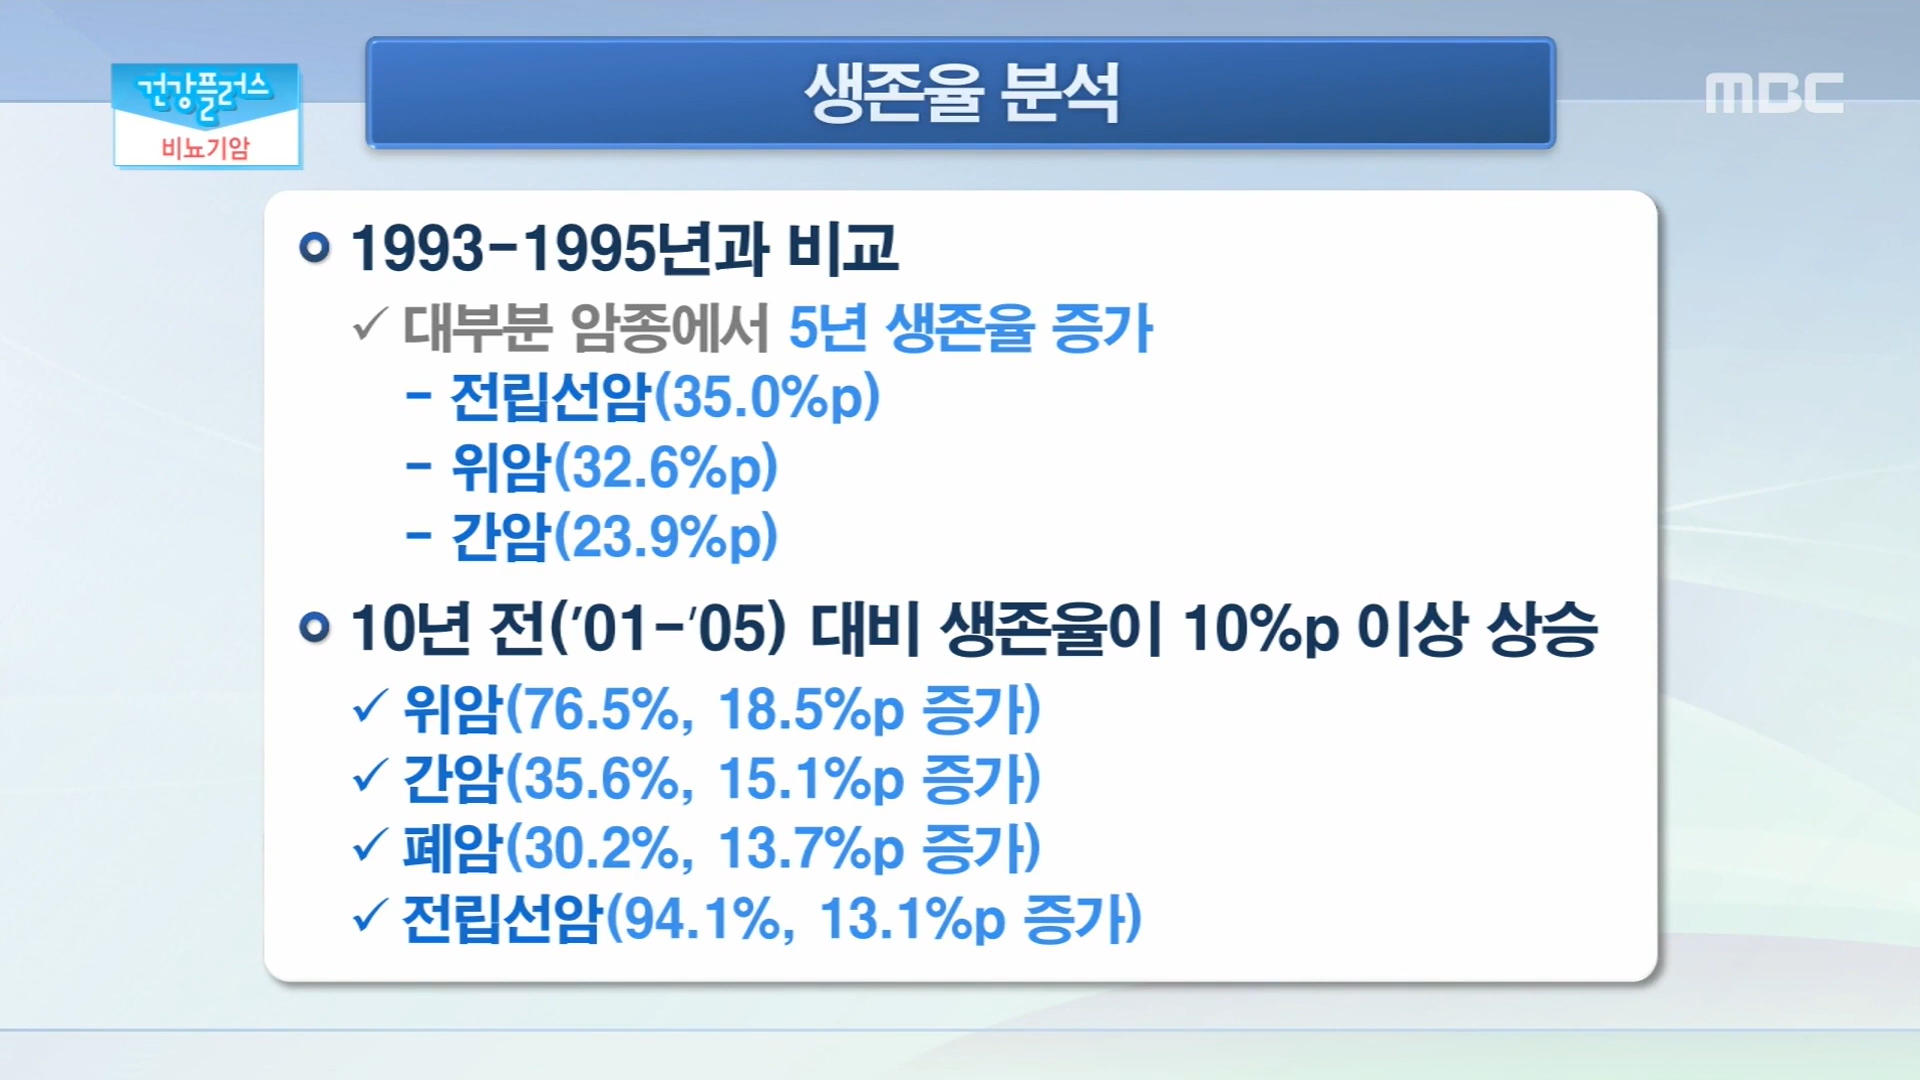 건강플러스
비뇨기암
생존율 분석
MBC
1993-1995년과 비교
✓ 대부분 암종에서 5년 생존율 증가
- 전립선암(35.0%p)
- 위암(32.6%p)
- 간암(23.9%p)
10년 전('01-'05) 대비 생존율이 10%p 이상 상승
✓ 위암(76.5%, 18.5%p 증가)
✓ 간암(35.6%, 15.1%p 증가)
✓ 폐암(30.2%, 13.7%p 증가)
✓ 전립선암(94.1%, 13.1%p 증가)